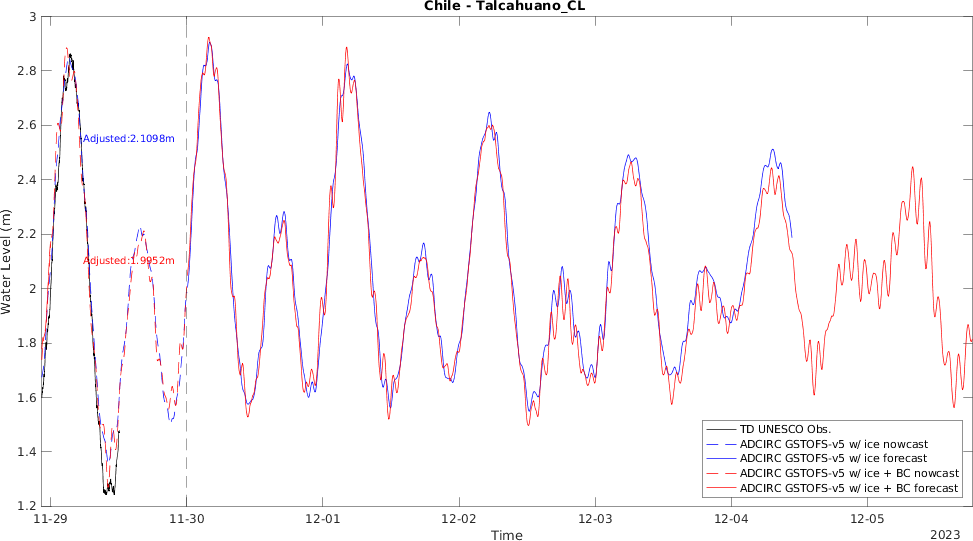 Chile - Talcahuano_CL
Water Level (m)
3
2.8
2.6
2.4
2.2
2
1.8
1.6
1.4
1.2
Adjusted:2.1098m
Adjusted:1.9952m
TD UNESCO Obs.
ADCIRC GSTOFS-v5 w/ ice nowcast
ADCIRC GSTOFS-v5 w/ ice forecast
ADCIRC GSTOFS-v5 w/ ice + BC nowcast
ADCIRC GSTOFS-v5 w/ ice + BC forecast
11-29 11-30 12-01 12-02 12-03 12-04 12-05
Time
2023